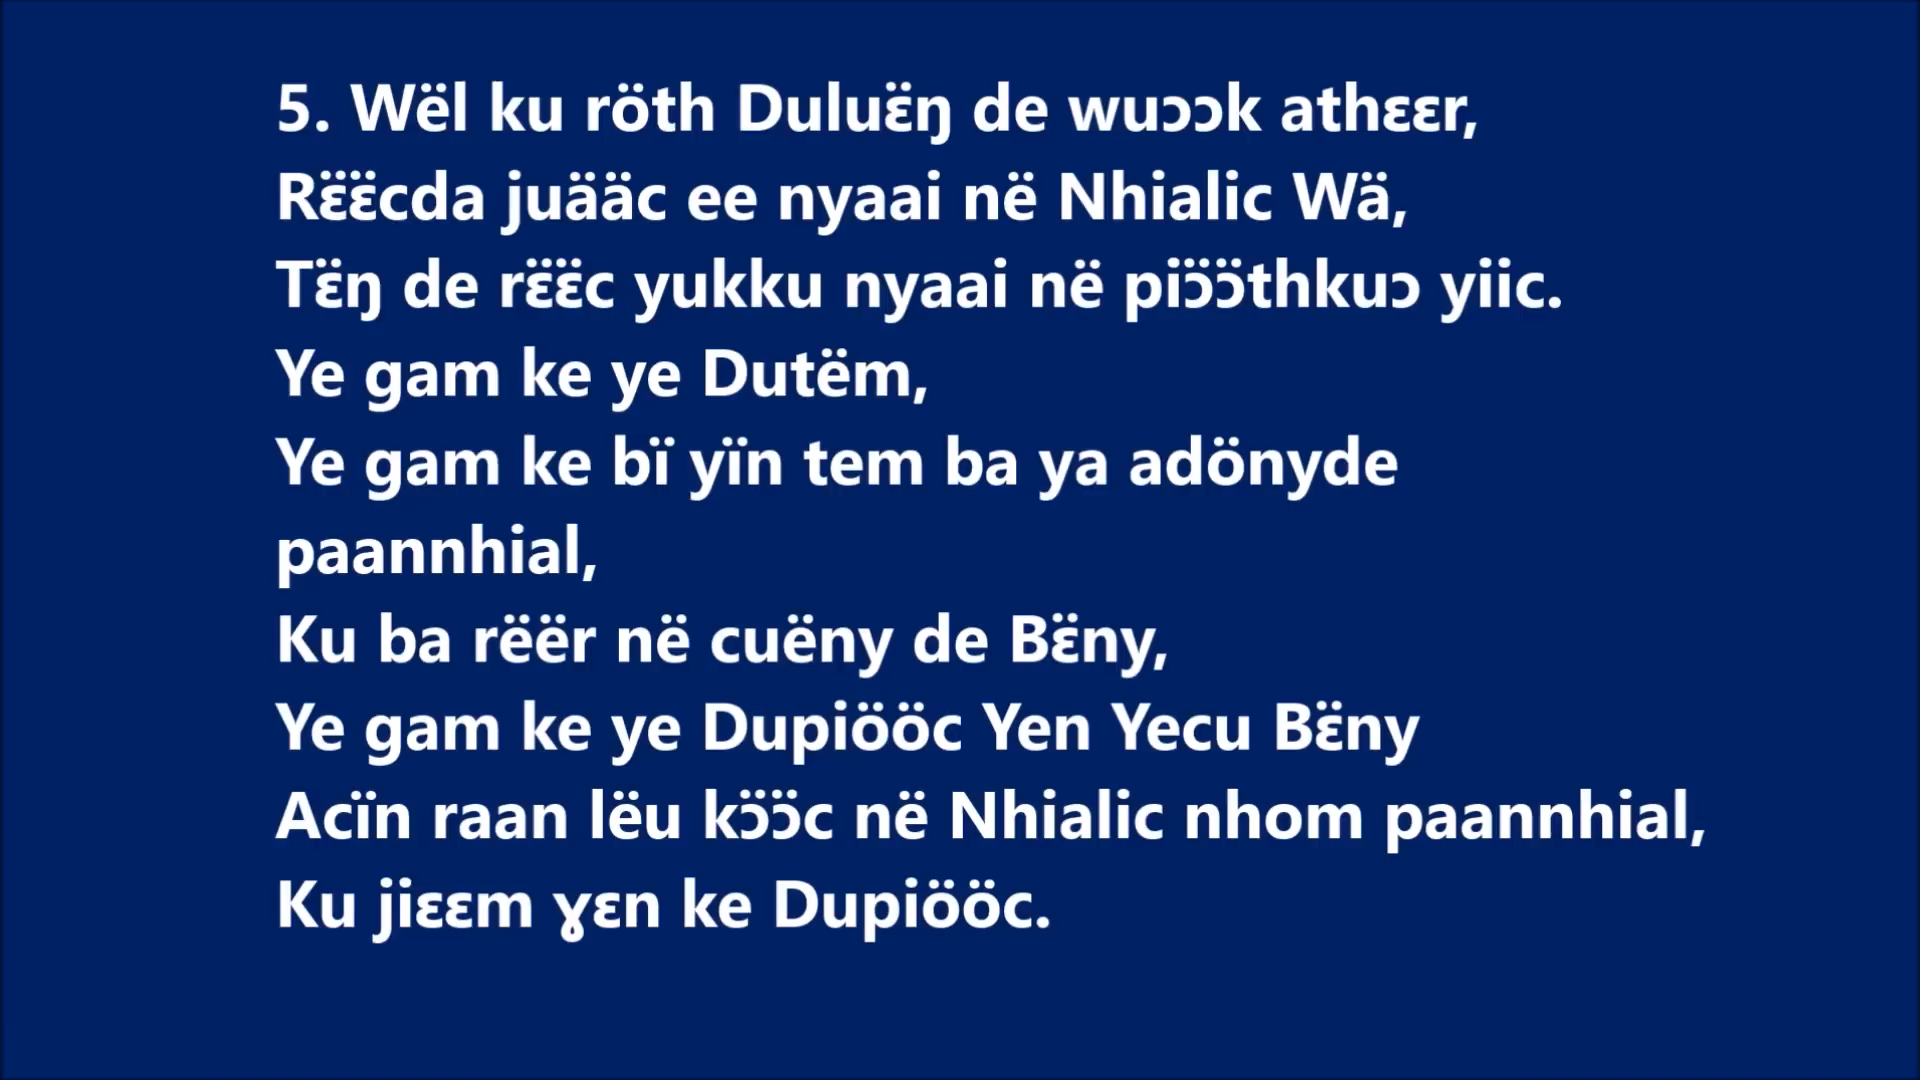 5. Wël ku röth Duluɛ̈ŋ de wuɔɔk athɛɛr,
Rɛ̈ɛ̈cda juääc ee nyaai në Nhialic Wä,
Tɛ̈ŋ de rɛ̈ɛ̈c yukku nyaai në piɔ̈ɔ̈thkuɔ yiic.
Ye gam ke ye Dutëm,
Ye gam ke bï yïn tem ba ya adönyde
paannhial,
Ku ba rëër në cuëny de Bɛ̈ny,
Ye gam ke ye Dupiööc Yen Yecu Bɛ̈ny
Acïn raan lëu kɔ̈ɔ̈c në Nhialic nhom paannhial,
Ku jiɛɛm ɣɛn ke Dupiööc.